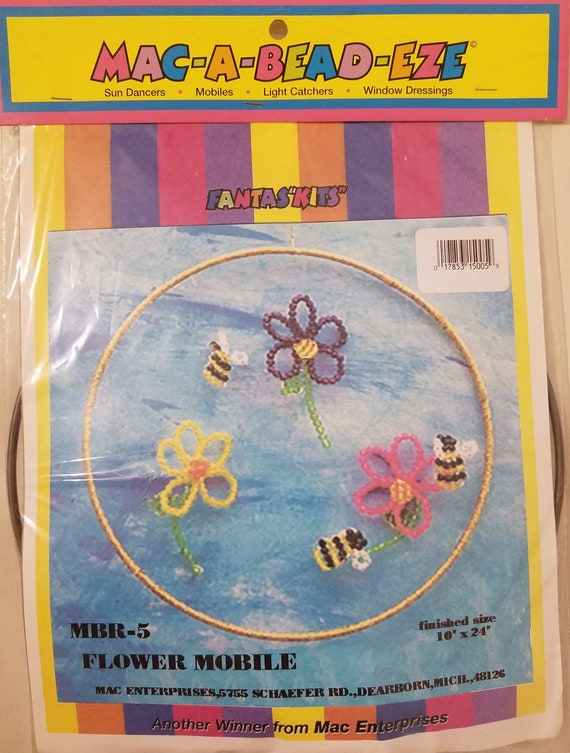 MAC-A-BEAD-EZE©
Sun Dancers • Mobiles • Light Catchers • Window Dressings
FANTAS"KITS"
0 17853 15005 9
MBR-5
finished size
10" x 24"
FLOWER MOBILE
MAC ENTERPRISES,5755 SCHAEFER RD.,DEARBORN,MICH.,48126
Another Winner from Mac Enterprises